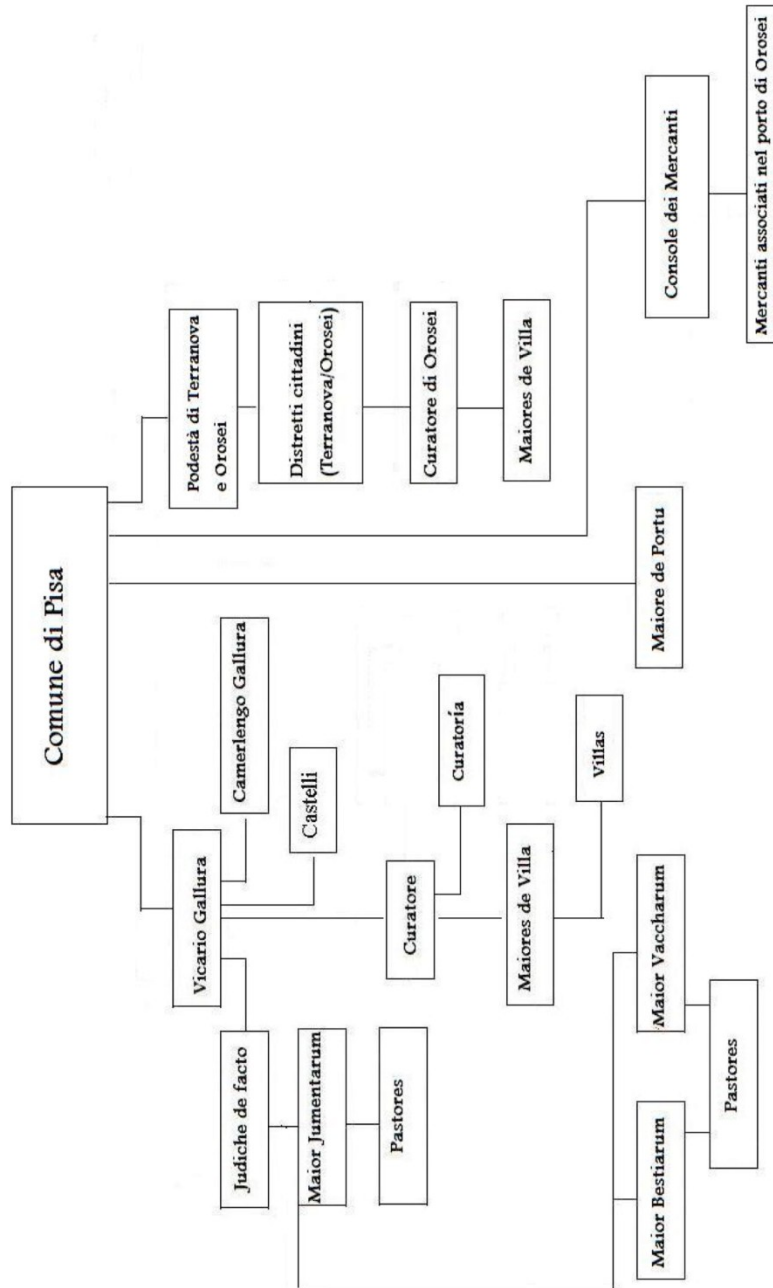 Comune di Pisa
Vicario Gallura
Podestà di Terranova
e Orosei
Judiche de facto
Camerlengo Gallura
Castelli
Distretti cittadini
(Terranova/Orosei)
Maior Jumentarum
Pastores
Curatore
Curatoría
Curatore di Orosei
Maiores de Villa
Villas
Maiores de Villa
Maior Bestiarum
Maior Vaccharum
Pastores
Maiore de Portu
Console dei Mercanti
Mercanti associati nel porto di Orosei